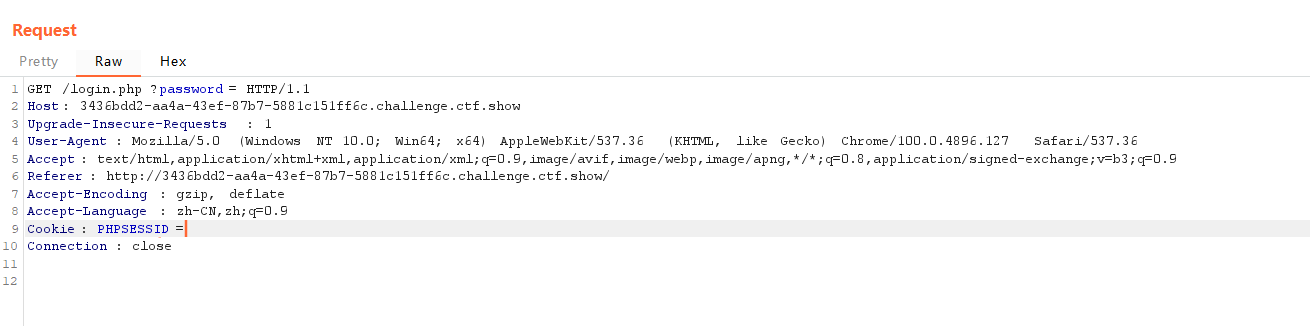 Request
Pretty Raw Hex
1 GET /login.php ?password = HTTP/1.1
2 Host : 3436bdd2-aa4a-43ef-87b7-5881c151ff6c.challenge.ctf.show
3 Upgrade-Insecure-Requests : 1
4 User-Agent : Mozilla/5.0 (Windows NT 10.0; Win64; x64) AppleWebKit/537.36 (KHTML, like Gecko) Chrome/100.0.4896.127 Safari/537.36
5 Accept : text/html,application/xhtml+xml,application/xml;q=0.9,image/avif,image/webp,image/apng,*/*;q=0.8,application/signed-exchange;v=b3;q=0.9
6 Referer : http://3436bdd2-aa4a-43ef-87b7-5881c151ff6c.challenge.ctf.show/
7 Accept-Encoding : gzip, deflate
8 Accept-Language : zh-CN,zh;q=0.9
9 Cookie : PHPSESSID =
10 Connection : close
11
12